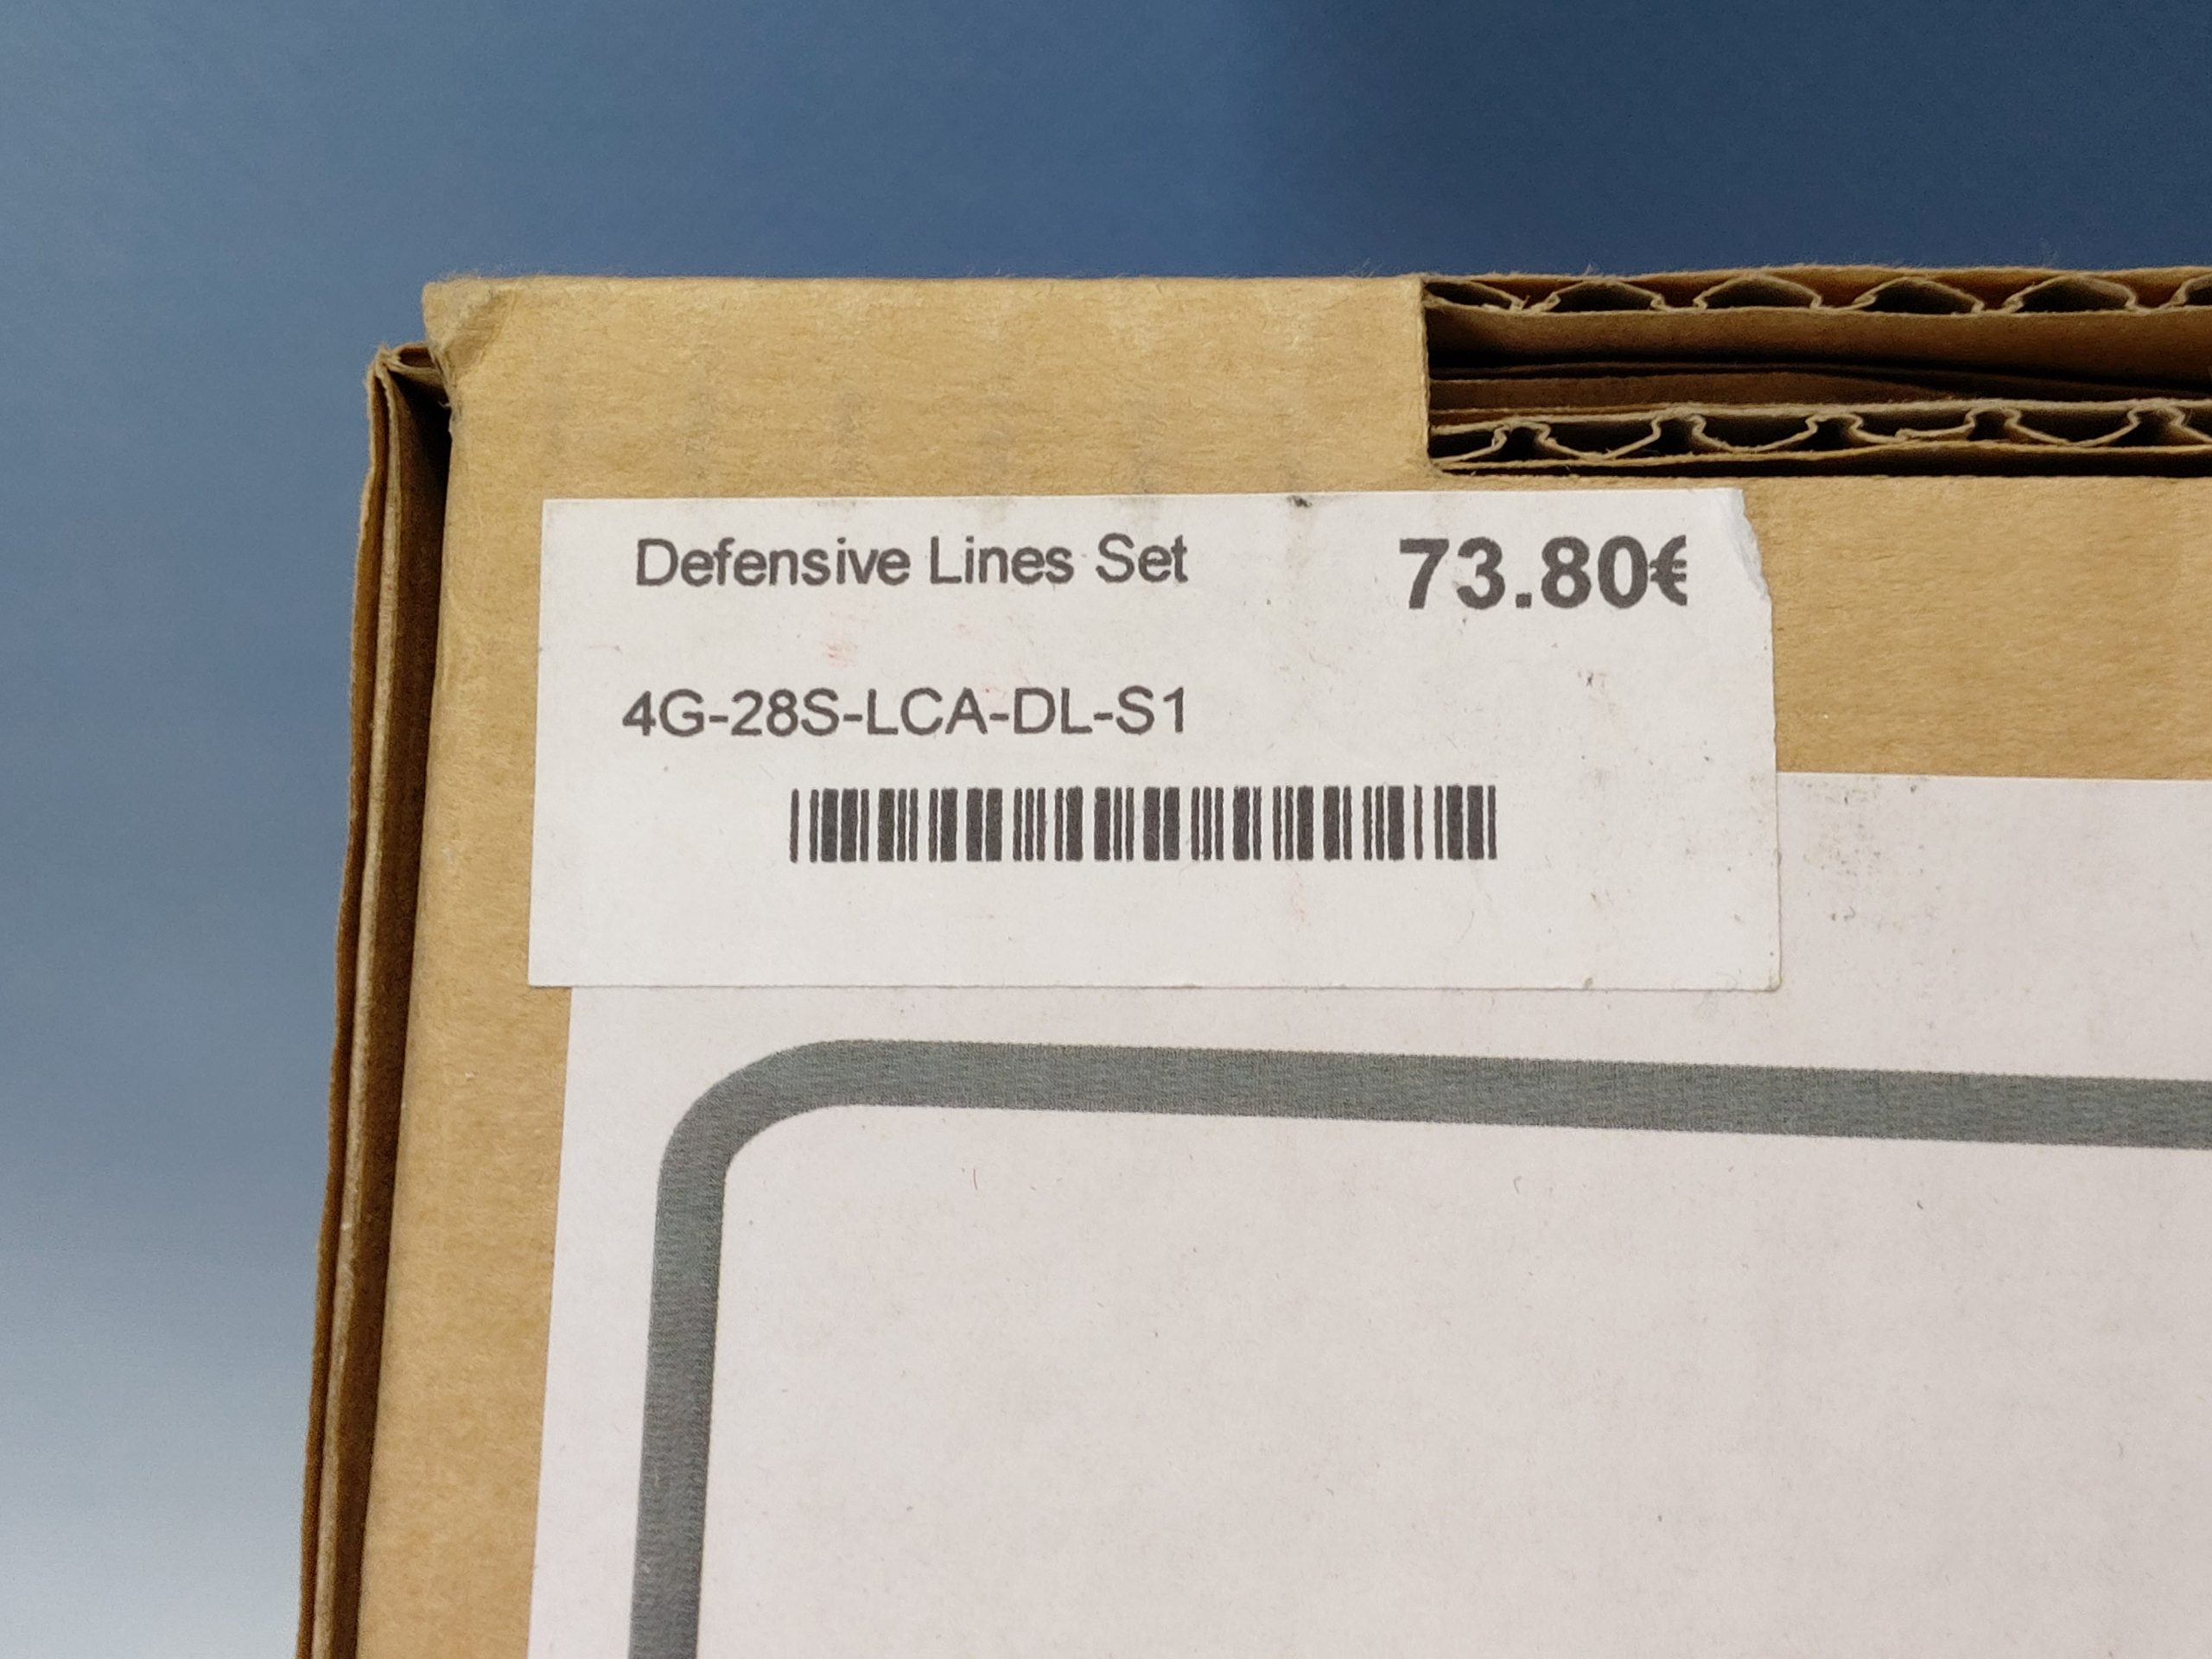 Defensive Lines Set 73.80€
4G-28S-LCA-DL-S1